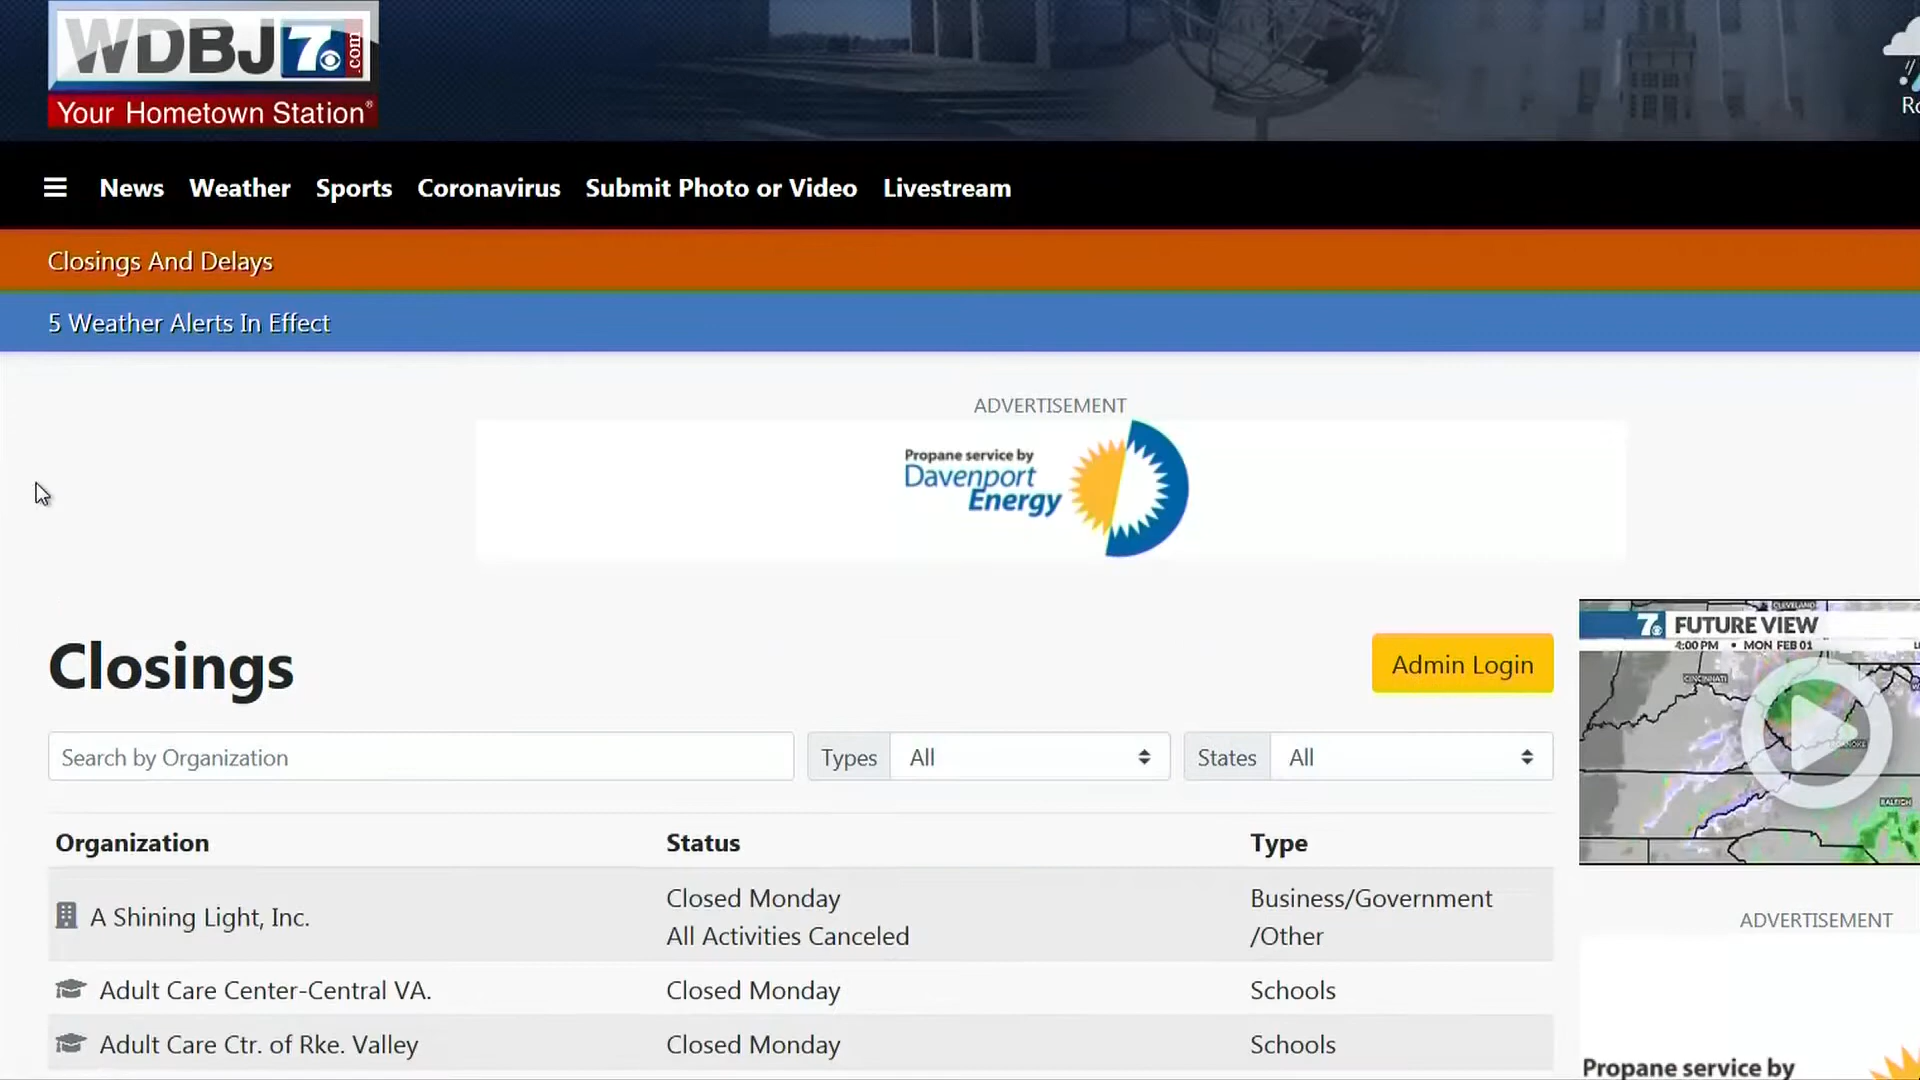 WDBJ7.com
Your Hometown Station®
News Weather Sports Coronavirus Submit Photo or Video Livestream
Closings And Delays
5 Weather Alerts In Effect
ADVERTISEMENT
Propane service by
Davenport
Energy
Closings
Admin Login
Search by Organization
Types All
States All
Organization Status Type
A Shining Light, Inc.
Closed Monday
All Activities Canceled
Business/Government
/Other
Adult Care Center-Central VA. Closed Monday Schools
Adult Care Ctr. of Rke. Valley Closed Monday Schools
7 FUTURE VIEW
4:00 PM • MON FEB 01
CLEVELAND
CINCINNATI
RALEIGH
ADVERTISEMENT
Propane service by